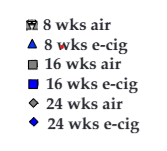 8 wks air
8 wks e-cig
16 wks air
16 wks e-cig
24 wks air
24 wks e-cig